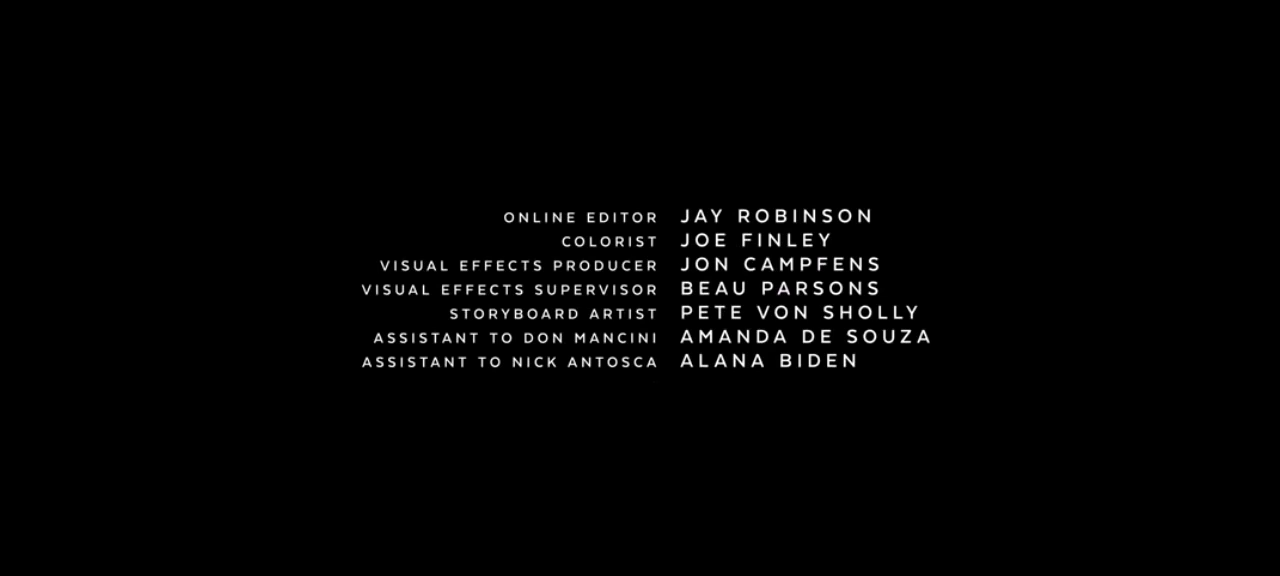 ONLINE EDITOR JAY ROBINSON
COLORIST JOE FINLEY
VISUAL EFFECTS PRODUCER JON CAMPFENS
VISUAL EFFECTS SUPERVISOR BEAU PARSONS
STORYBOARD ARTIST PETE VON SHOLLY
ASSISTANT TO DON MANCINI AMANDA DE SOUZA
ASSISTANT TO NICK ANTOSCA ALANA BIDEN